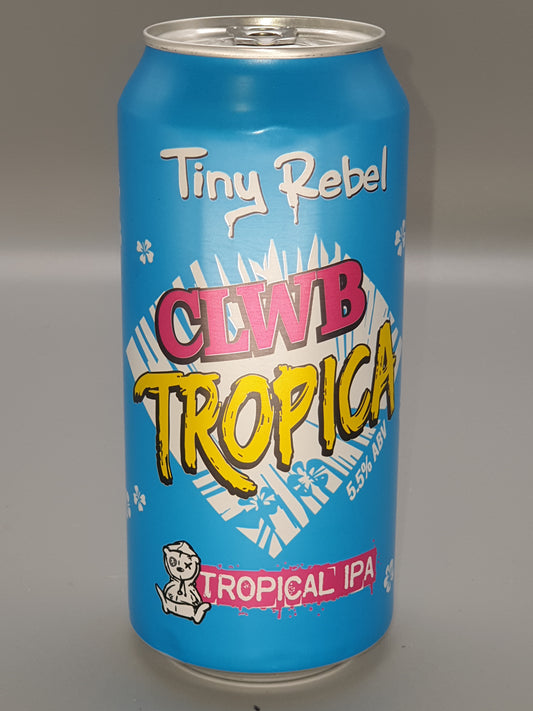 Tiny Rebel
CLWB
TROPICA
5.5% ABV
TROPICAL IPA